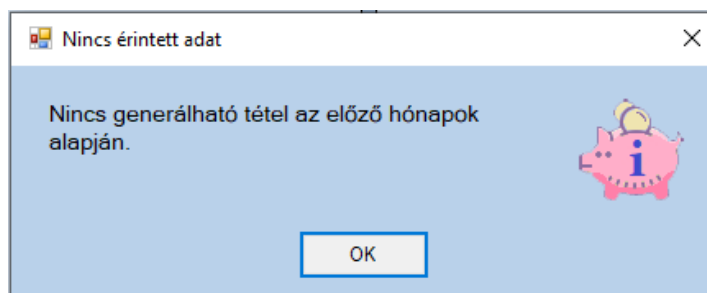 Nincs érintett adat
Nincs generálható tétel az előző hónapok
alapján.
i
OK